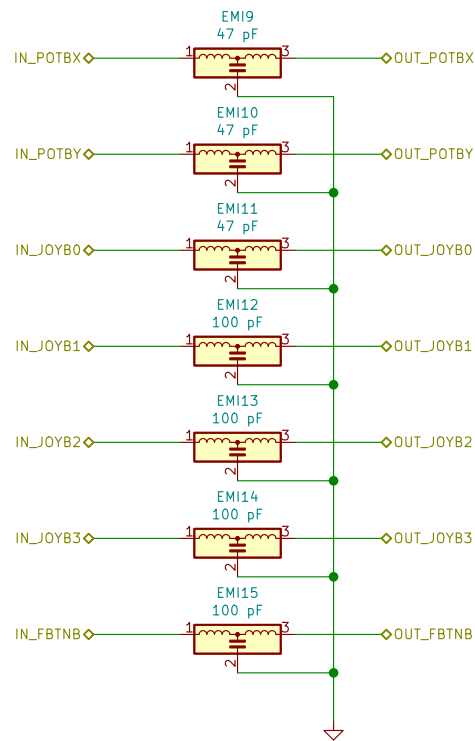 EMI9
47 pF
IN_POTBX 1 3 OUT_POTBX
2
EMI10
47 pF
IN_POTBY 1 3 OUT_POTBY
2
EMI11
47 pF
IN_JOYB0 1 3 OUT_JOYB0
2
EMI12
100 pF
IN_JOYB1 1 3 OUT_JOYB1
2
EMI13
100 pF
IN_JOYB2 1 3 OUT_JOYB2
2
EMI14
100 pF
IN_JOYB3 1 3 OUT_JOYB3
2
EMI15
100 pF
IN_FBTNB 1 3 OUT_FBTNB
2